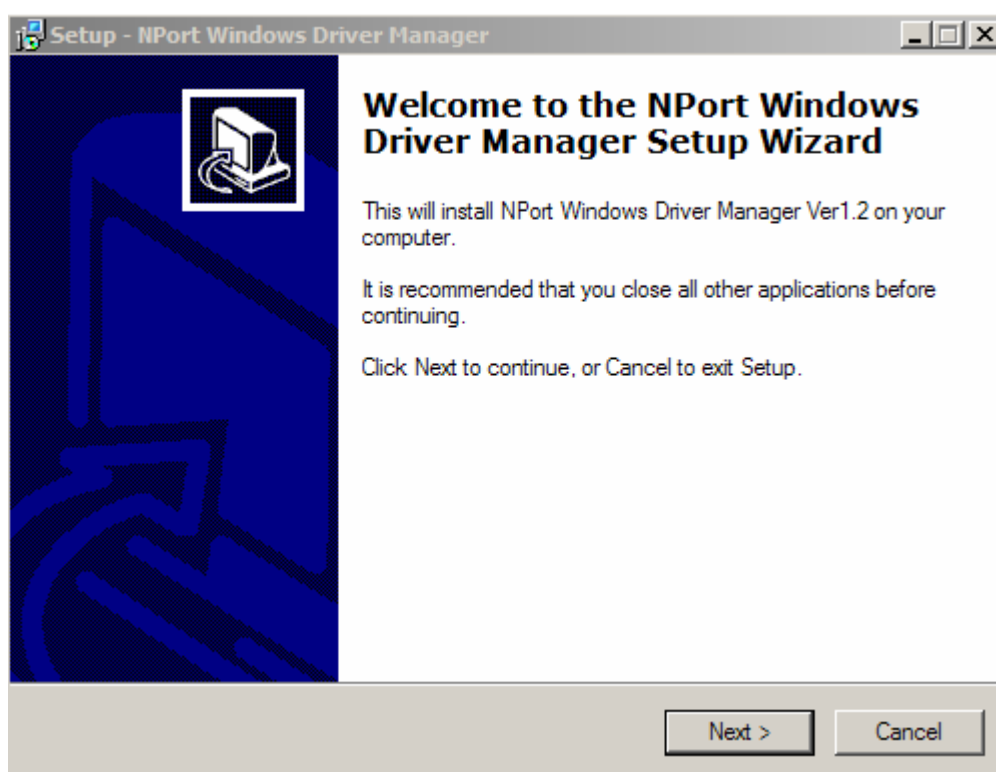 Setup - NPort Windows Driver Manager
Welcome to the NPort Windows
Driver Manager Setup Wizard
This will install NPort Windows Driver Manager Ver1.2 on your
computer.
It is recommended that you close all other applications before
continuing.
Click Next to continue, or Cancel to exit Setup.
Next >
Cancel